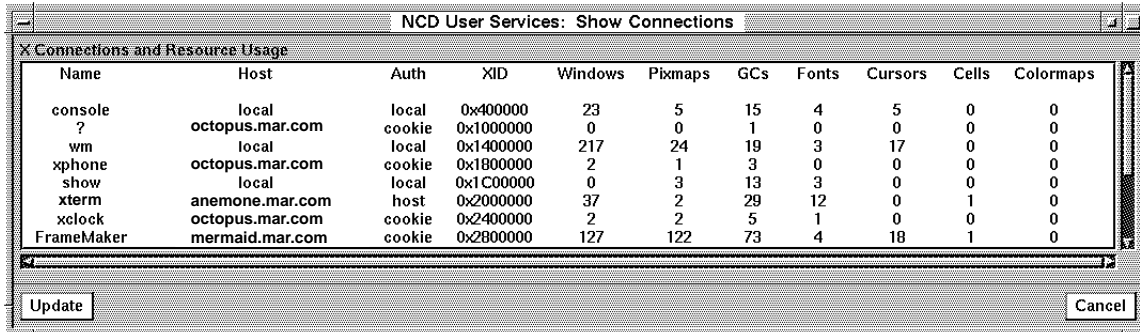 NCD User Services: Show Connections
X Connections and Resource Usage
Name Host Auth XID Windows Pixmaps GCs Fonts Cursors Cells Colormaps
console local local 0x400000 23 5 15 4 5 0 0
? octopus.mar.com cookie 0x1000000 0 0 1 0 0 0 0
wm local local 0x1400000 217 24 19 3 17 0 0
xphone octopus.mar.com cookie 0x1800000 2 1 3 0 0 0 0
show local local 0x1C00000 0 3 13 3 0 0 0
xterm anemone.mar.com host 0x2000000 37 2 29 12 0 1 0
xclock octopus.mar.com cookie 0x2400000 2 2 5 1 0 0 0
FrameMaker mermaid.mar.com cookie 0x2800000 127 122 73 4 18 1 0
Update Cancel